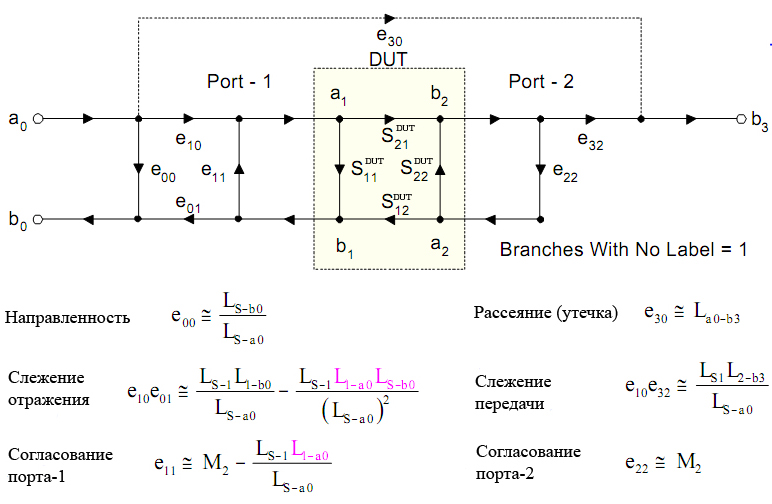 e30
DUT
Port - 1
Port - 2
a0
a1
b2
b3
e10
S21DUT
e32
e00
e11
S11DUT
S22DUT
e22
e01
S12DUT
b0
b1
a2
Branches With No Label = 1
Направленность e00 ≅ LS-b0 / LS-a0
Рассеяние (утечка) e30 ≅ La0-b3
Слежение
отражения
e10e01 ≅ LS-1 L1-b0 / LS-a0 − LS-1 L1-a0 LS-b0 / (LS-a0)2
Слежение
передачи
e10e32 ≅ LS1 L2-b3 / LS-a0
Согласование
порта-1
e11 ≅ M2 − LS-1 L1-a0 / LS-a0
Согласование
порта-2
e22 ≅ M2